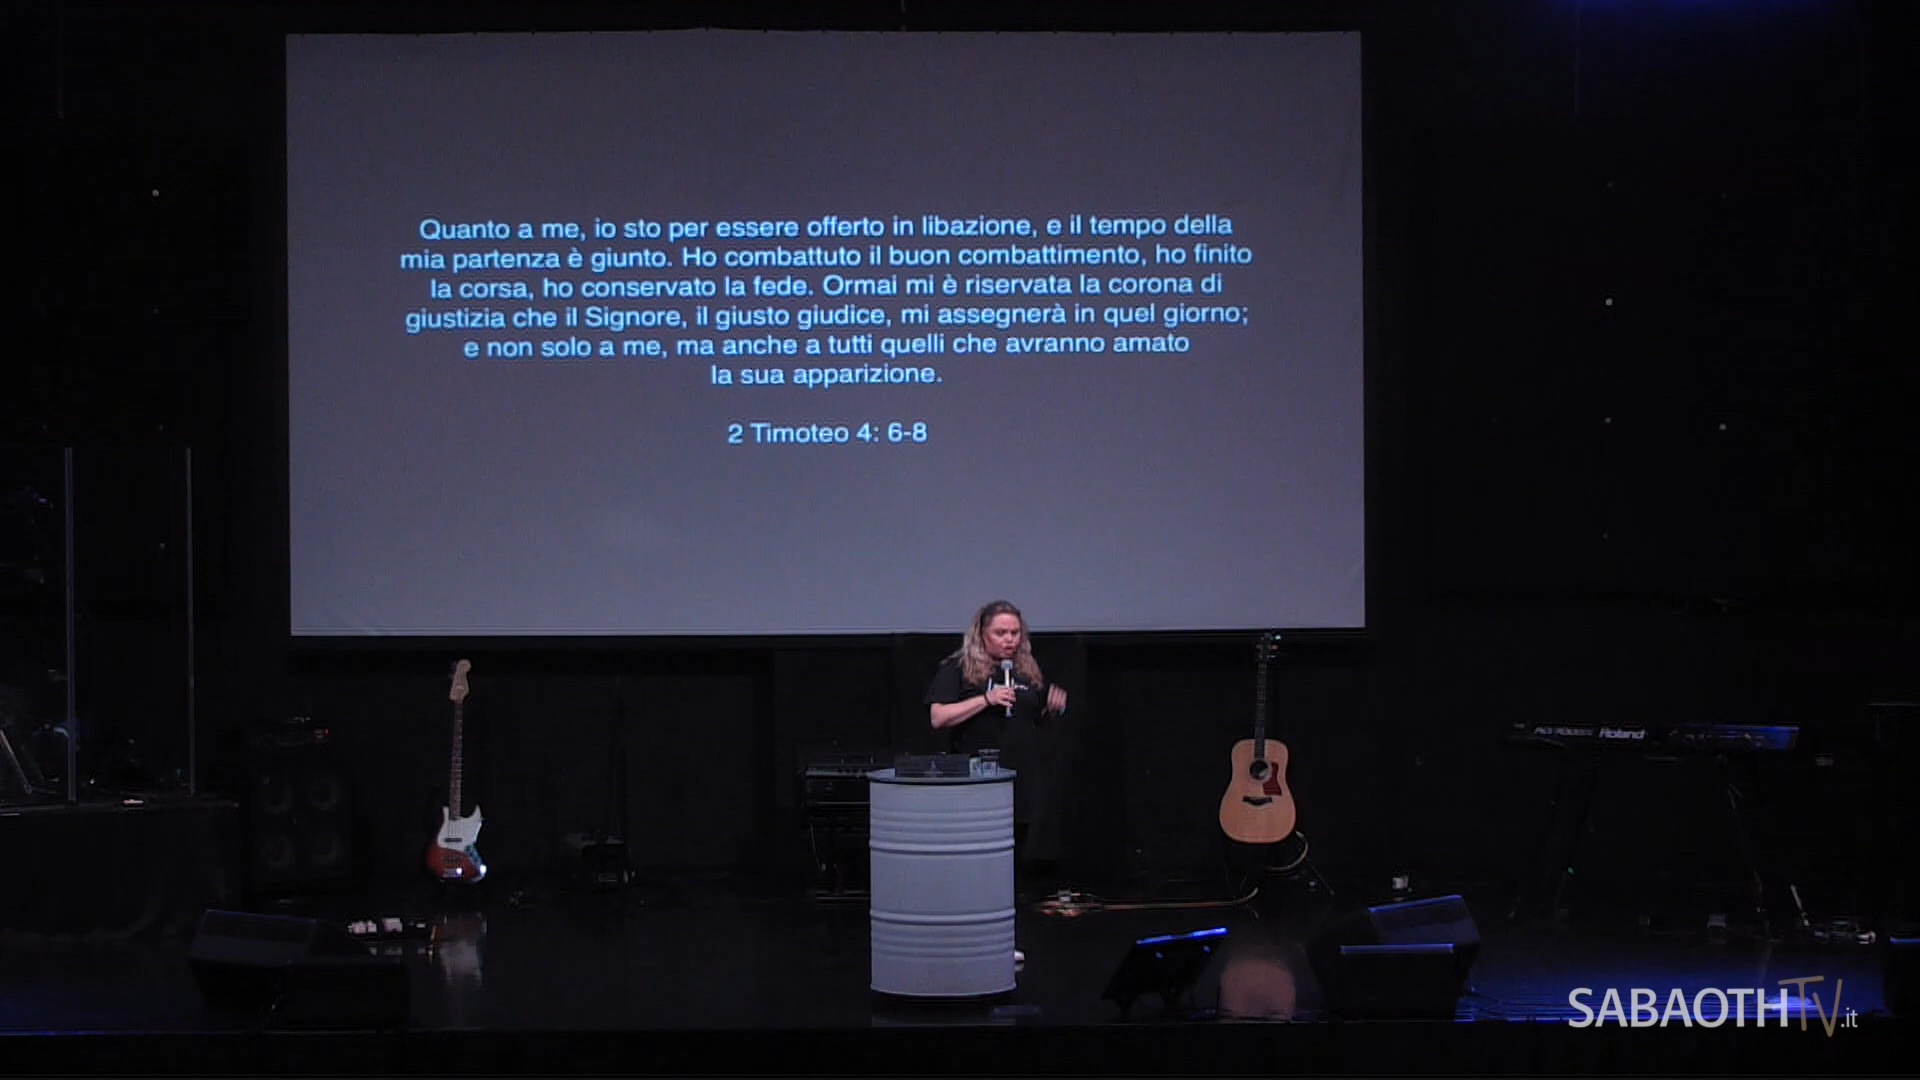 Quanto a me, io sto per essere offerto in libazione, e il tempo della
mia partenza è giunto. Ho combattuto il buon combattimento, ho finito
la corsa, ho conservato la fede. Ormai mi è riservata la corona di
giustizia che il Signore, il giusto giudice, mi assegnerà in quel giorno;
e non solo a me, ma anche a tutti quelli che avranno amato
la sua apparizione.
2 Timoteo 4: 6-8
Roland
SABAOTHTV.it